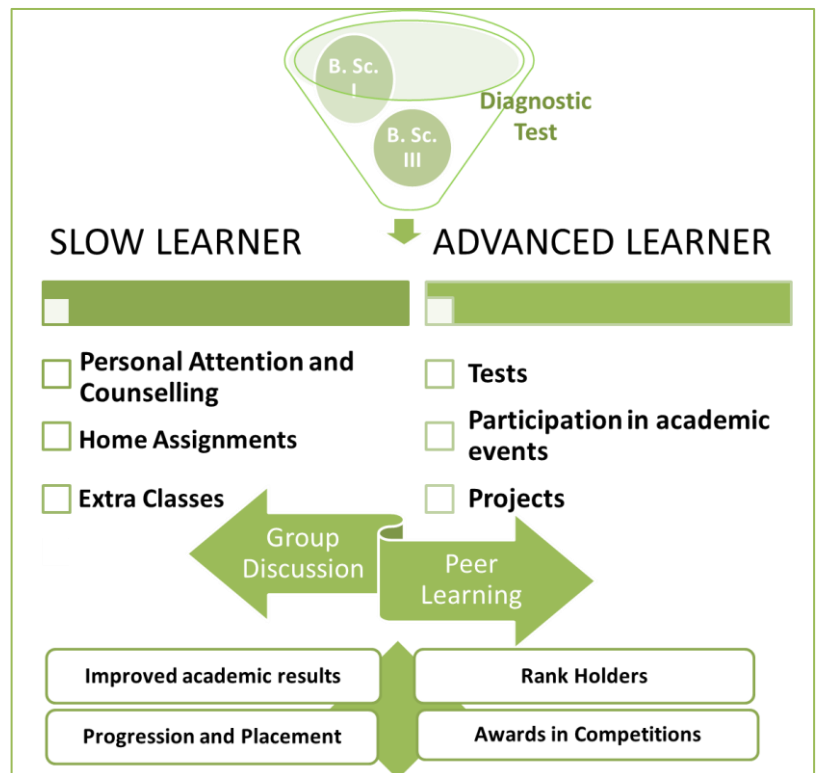 B. Sc.
I
Diagnostic
Test
B. Sc.
III
SLOW LEARNER
ADVANCED LEARNER
Personal Attention and
Counselling
Home Assignments
Extra Classes
Tests
Participation in academic
events
Projects
Group
Discussion
Peer
Learning
Improved academic results
Rank Holders
Progression and Placement
Awards in Competitions